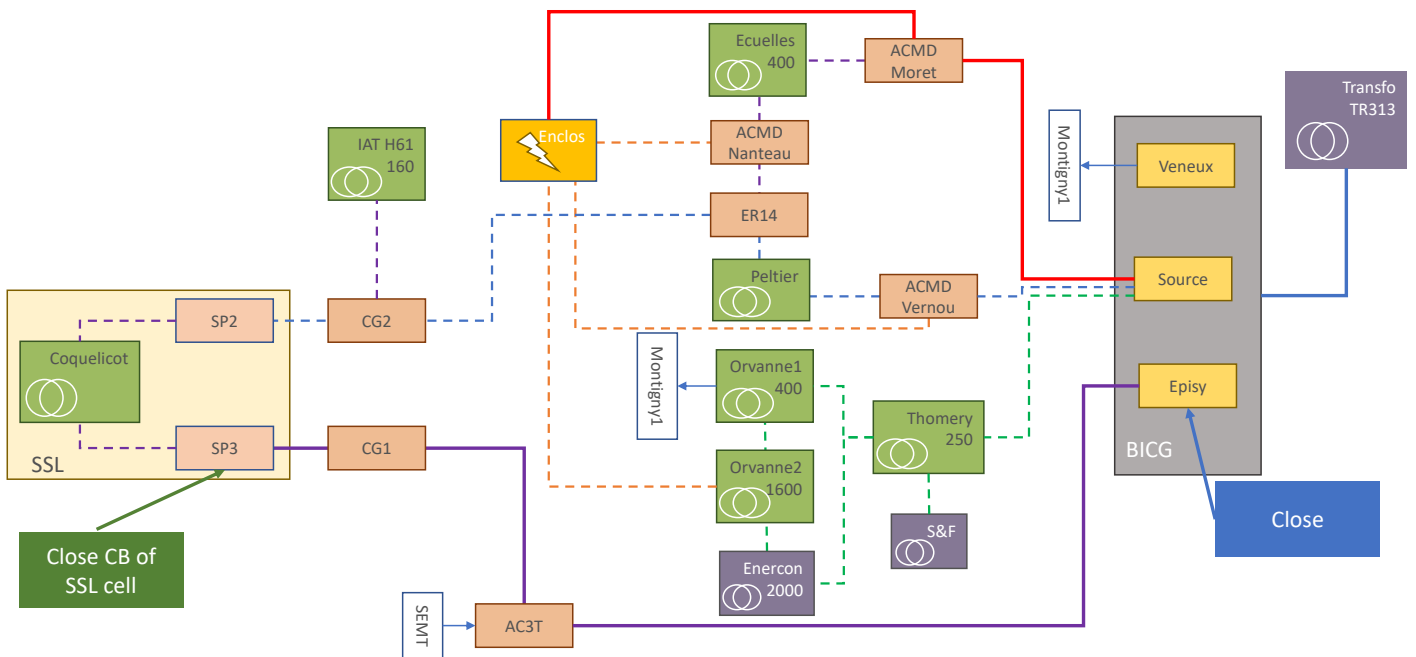 Ecuelles
400
ACMD
Moret
Transfo
TR313
Enclos
ACMD
Nanteau
IAT H61
160
Montigny1
Veneux
ER14
Peltier
ACMD
Vernou
Source
SP2
CG2
Coquelicot
Montigny1
Orvanne1
400
Thomery
250
Episy
SP3
CG1
SSL
BICG
Orvanne2
1600
S&F
Close
Close CB of
SSL cell
Enercon
2000
SEMT
AC3T